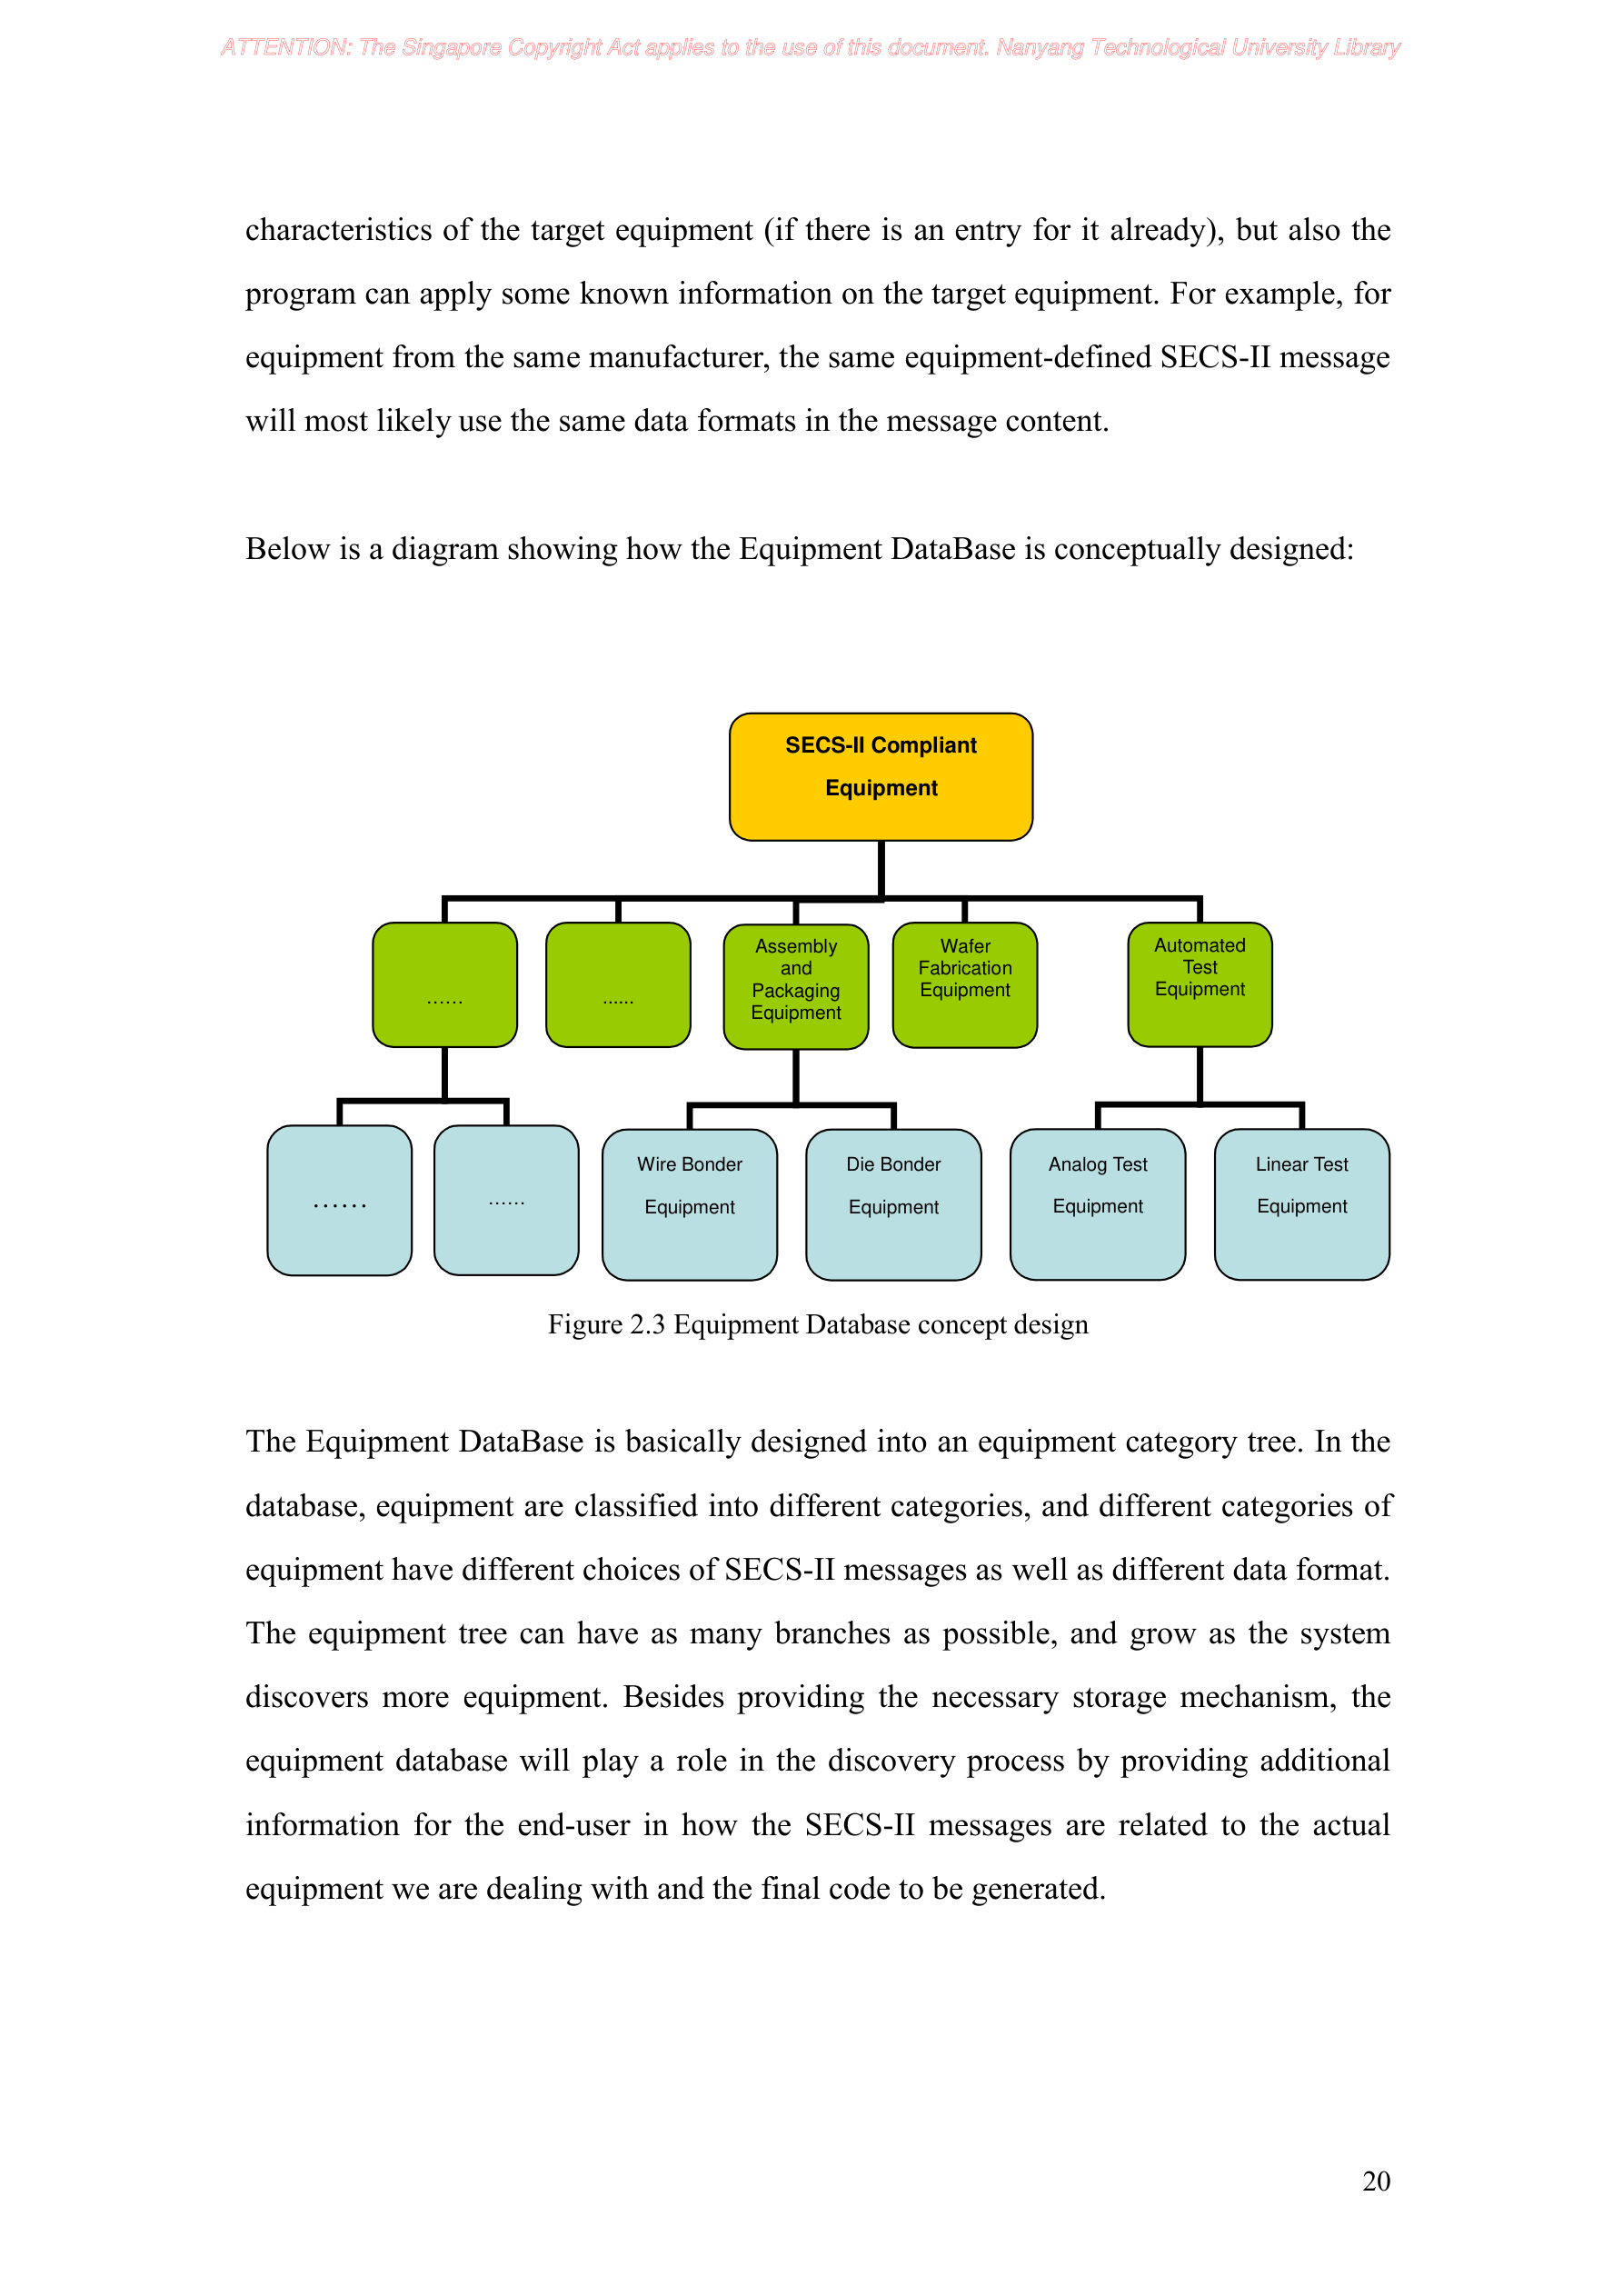 ATTENTION: The Singapore Copyright Act applies to the use of this document. Nanyang Technological University Library
characteristics of the target equipment (if there is an entry for it already), but also the
program can apply some known information on the target equipment. For example, for
equipment from the same manufacturer, the same equipment-defined SECS-II message
will most likely use the same data formats in the message content.
Below is a diagram showing how the Equipment DataBase is conceptually designed:
SECS-II Compliant
Equipment
……
......
Assembly
and
Packaging
Equipment
Wafer
Fabrication
Equipment
Automated
Test
Equipment
……
……
Wire Bonder
Equipment
Die Bonder
Equipment
Analog Test
Equipment
Linear Test
Equipment
Figure 2.3 Equipment Database concept design
The Equipment DataBase is basically designed into an equipment category tree. In the
database, equipment are classified into different categories, and different categories of
equipment have different choices of SECS-II messages as well as different data format.
The equipment tree can have as many branches as possible, and grow as the system
discovers more equipment. Besides providing the necessary storage mechanism, the
equipment database will play a role in the discovery process by providing additional
information for the end-user in how the SECS-II messages are related to the actual
equipment we are dealing with and the final code to be generated.
20